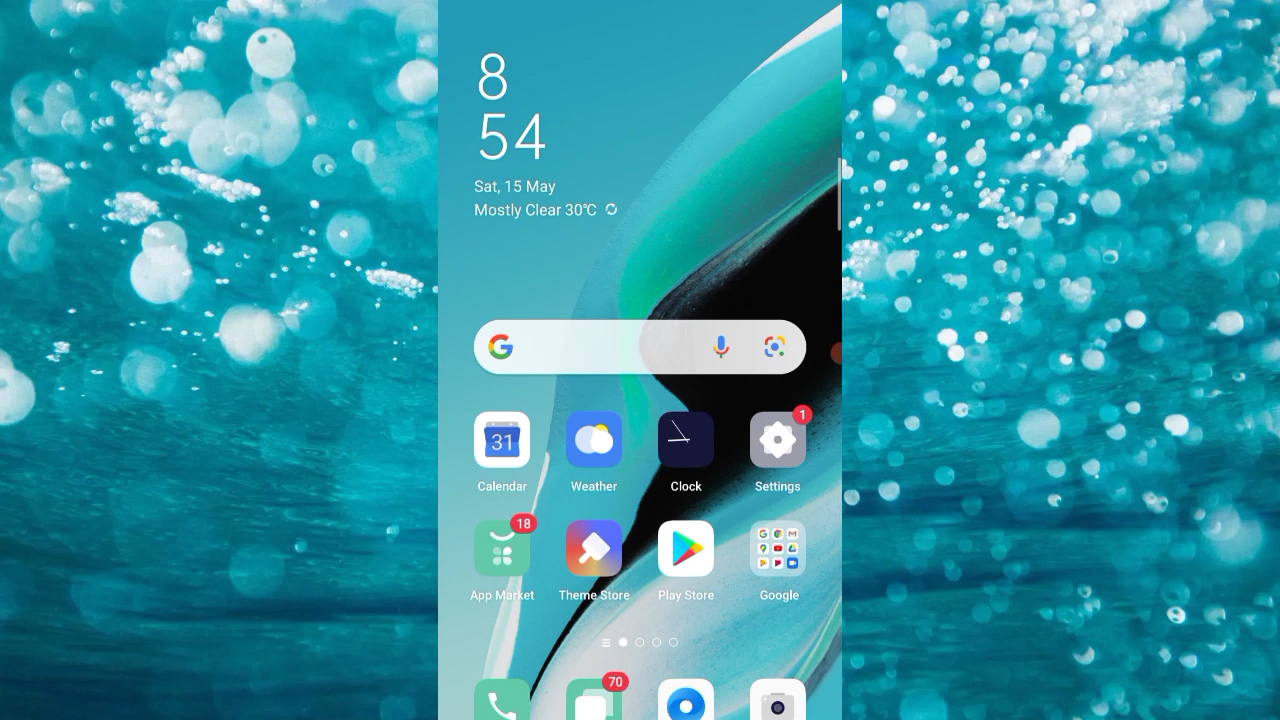 8
54
Sat, 15 May
Mostly Clear 30°C
G
31
1
Calendar
Weather
Clock
Settings
18
App Market
Theme Store
Play Store
Google
70